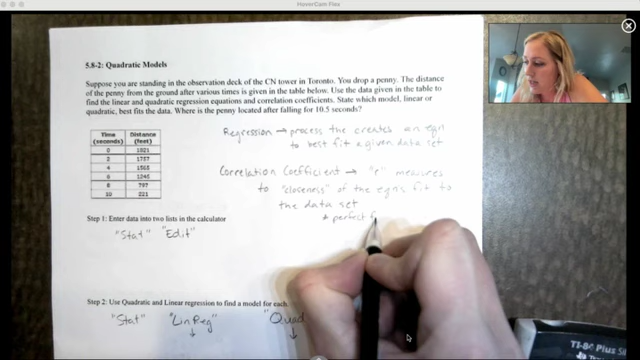 HoverCam Flex
5.8-2: Quadratic Models
Suppose you are standing in the observation deck of the CN tower in Toronto. You drop a penny. The distance
of the penny from the ground after various times is given in the table below. Use the data given in the table to
find the linear and quadratic regression equations and correlation coefficients. State which model, linear or
quadratic, best fits the data. Where is the penny located after falling for 10.5 seconds?
Regression → process the creates an eqn
to best fit a given data set
Time (seconds) Distance (feet)
0 1821
2 1757
4 1565
6 1245
8 797
10 221
Correlation Coefficient → "r" measures
to "closeness" of the eqn's fit to
the data set
* perfect f
Step 1: Enter data into two lists in the calculator
"Stat" "Edit"
Step 2: Use Quadratic and Linear regression to find a model for each.
"Stat" "LinReg" "Quad
↓ ↓
TI-86 Plus